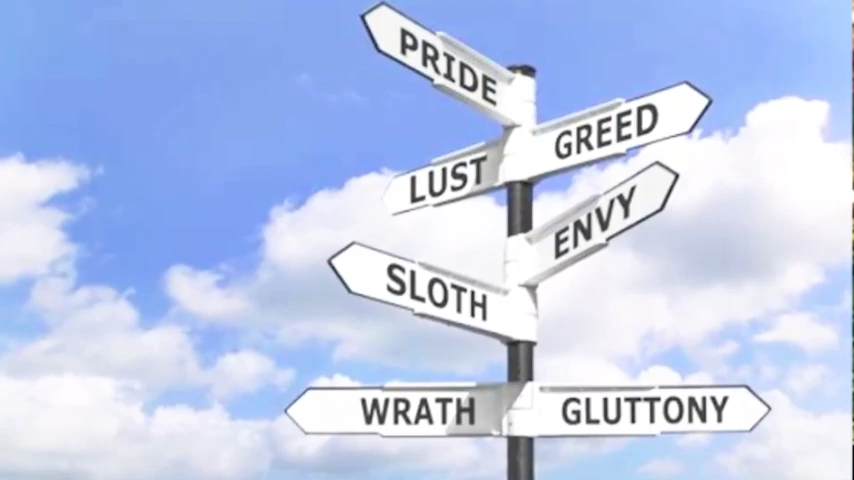 PRIDE
GREED
LUST
ENVY
SLOTH
WRATH
GLUTTONY